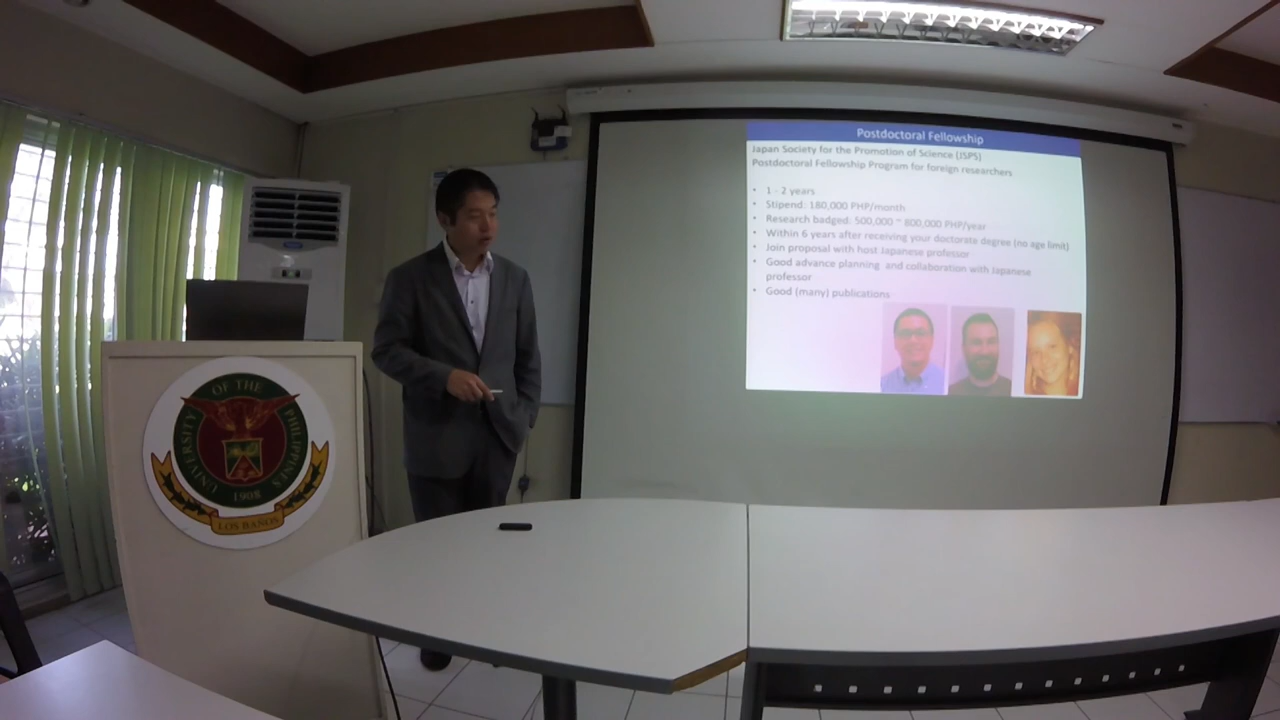 Postdoctoral Fellowship
Japan Society for the Promotion of Science (JSPS)
Postdoctoral Fellowship Program for foreign researchers
• 1 - 2 years
• Stipend: 180,000 PHP/month
• Research badged: 500,000 ~ 800,000 PHP/year
• Within 6 years after receiving your doctorate degree (no age limit)
• Join proposal with host Japanese professor
• Good advance planning and collaboration with Japanese
professor
• Good (many) publications
UNIVERSITY OF THE PHILIPPINES
1908
LOS BAÑOS